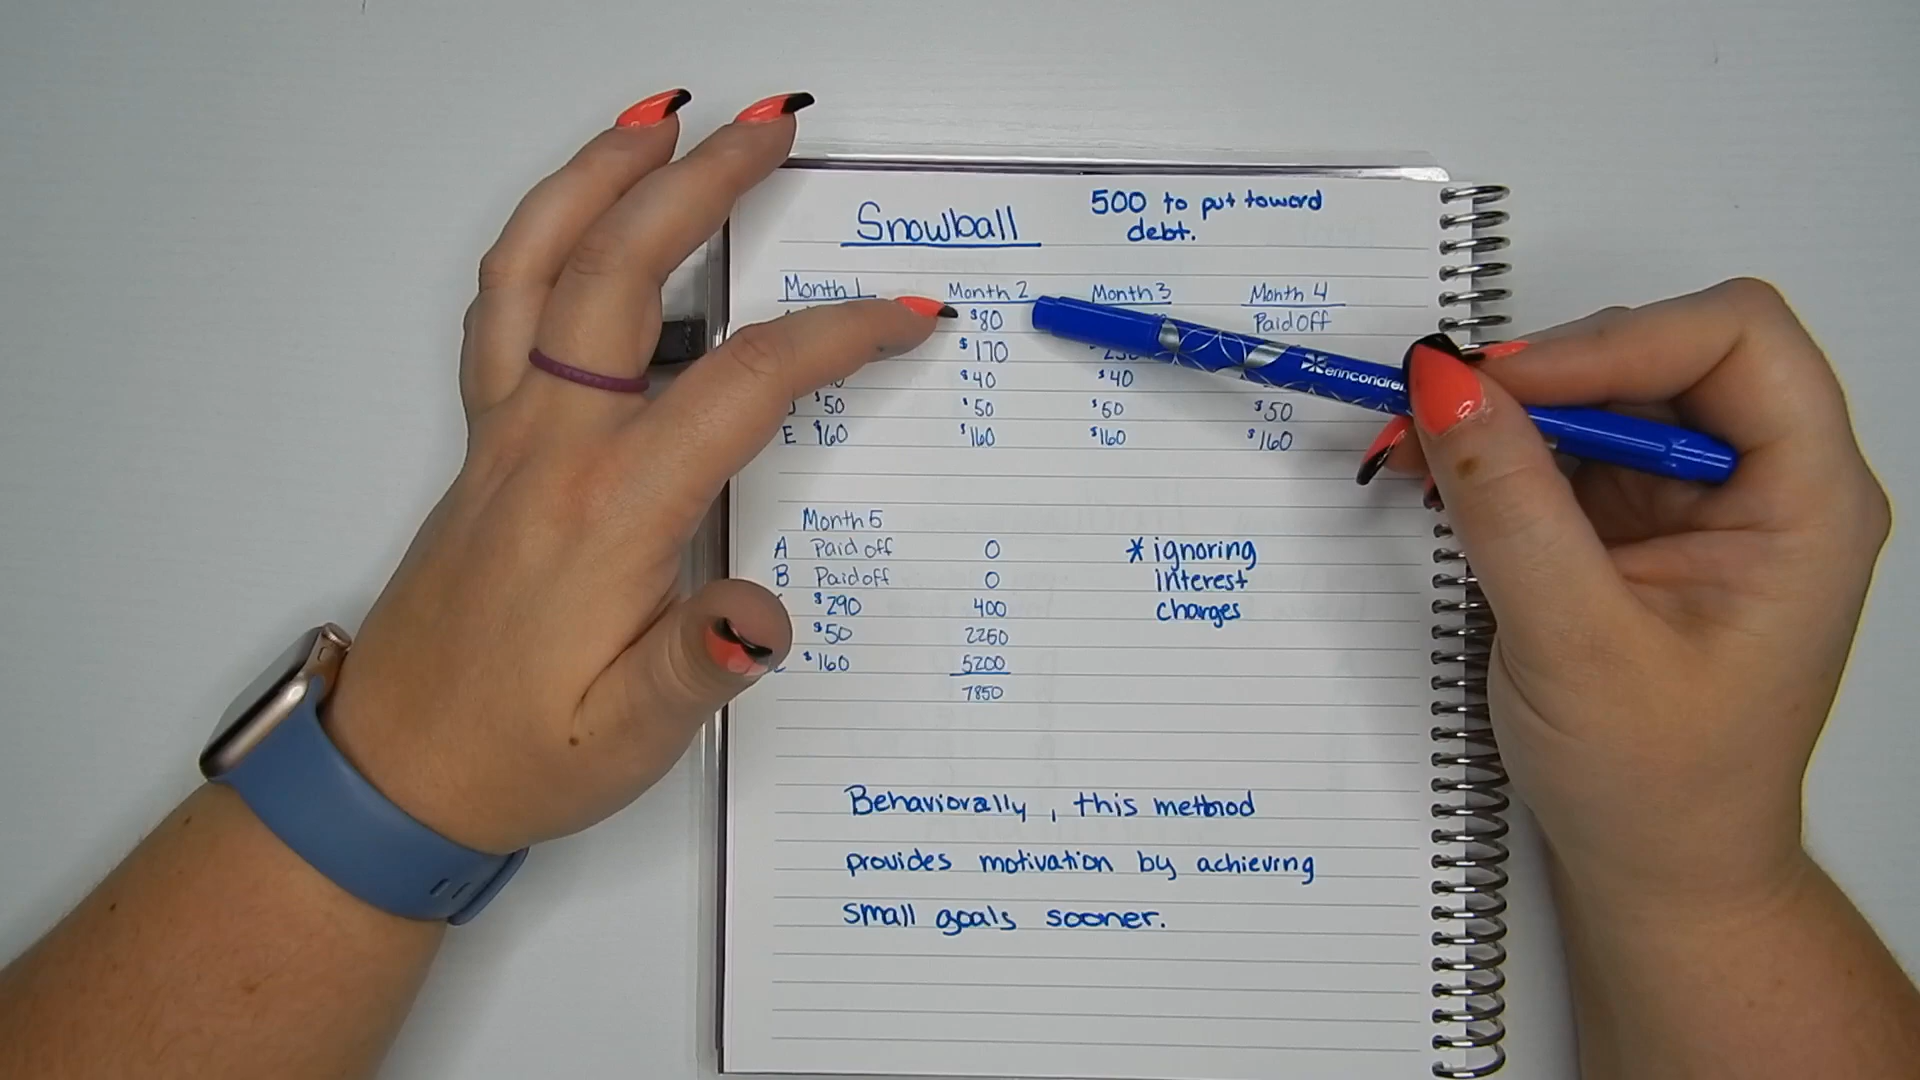 Snowball
500 to put toward
debt.
Month 1 Month 2 Month 3 Month 4
$80 Paid Off
$170
$40 $40
$50 $50 $50 $50
E $160 $160 $160 $160
Month 5
A Paid off 0
B Paid off 0
$290 400
$50 2250
$160 5200
7850
* ignoring
interest
charges
Behaviorally, this method
provides motivation by achieving
small goals sooner.
erincondren